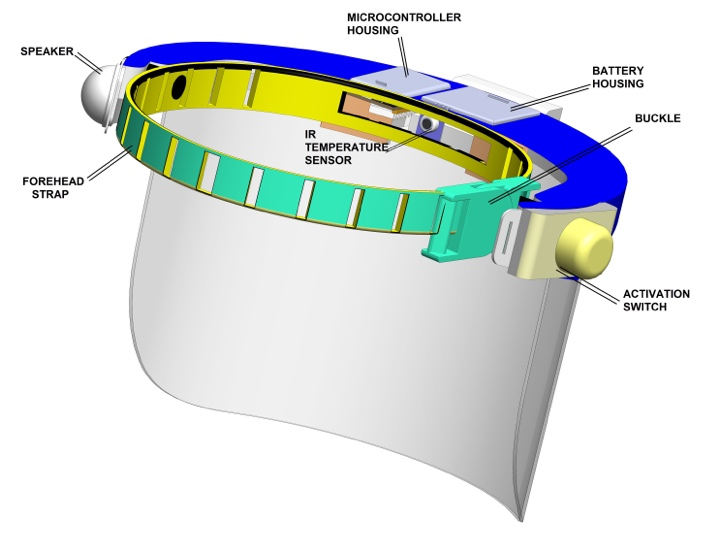 MICROCONTROLLER
HOUSING
SPEAKER
BATTERY
HOUSING
BUCKLE
IR
TEMPERATURE
SENSOR
FOREHEAD
STRAP
ACTIVATION
SWITCH